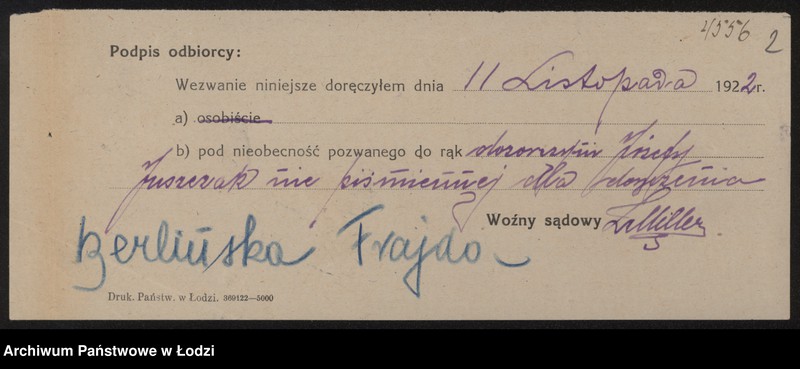 4556 2
Podpis odbiorcy:
Wezwanie niniejsze doręczyłem dnia 11 Listopada 1922 r.
a) osobiście
b) pod nieobecność pozwanego do rąk dozorczyni Józefy
Juszczak nie piśmiennej dla doręczenia
Woźny sądowy
Berlińska Frajda
Druk. Państw. w Łodzi. 369122—5000
Archiwum Państwowe w Łodzi